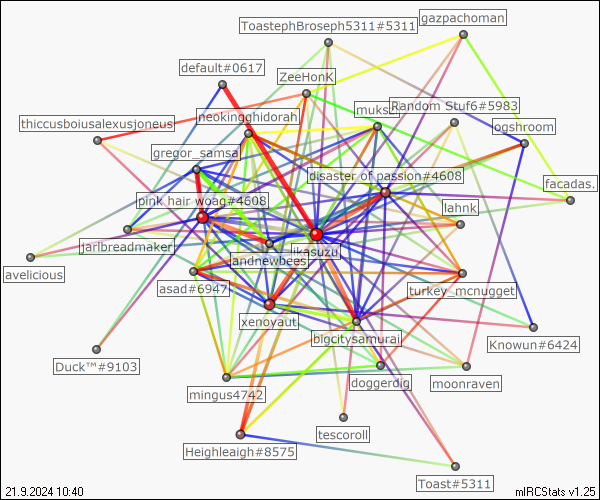 ToastephBroseph5311#5311
gazpachoman
default#0617
ZeeHonK
muksu
Random Stuf6#5983
neokingghidorah
thiccusboiusalexusjoneus
ogshroom
gregor_samsa
disaster of passion#4608
facadas.
pink hair woag#4608
lahnk
jaribreadmaker
likasuzu
andnewbees
avelicious
asad#6947
turkey_mcnugget
xenoyaut
bigcitysamurai
Knowun#6424
Duck™#9103
doggerdig
moonraven
mingus4742
tescoroll
Heighleaigh#8575
Toast#5311
21.9.2024 10:40
mIRCStats v1.25